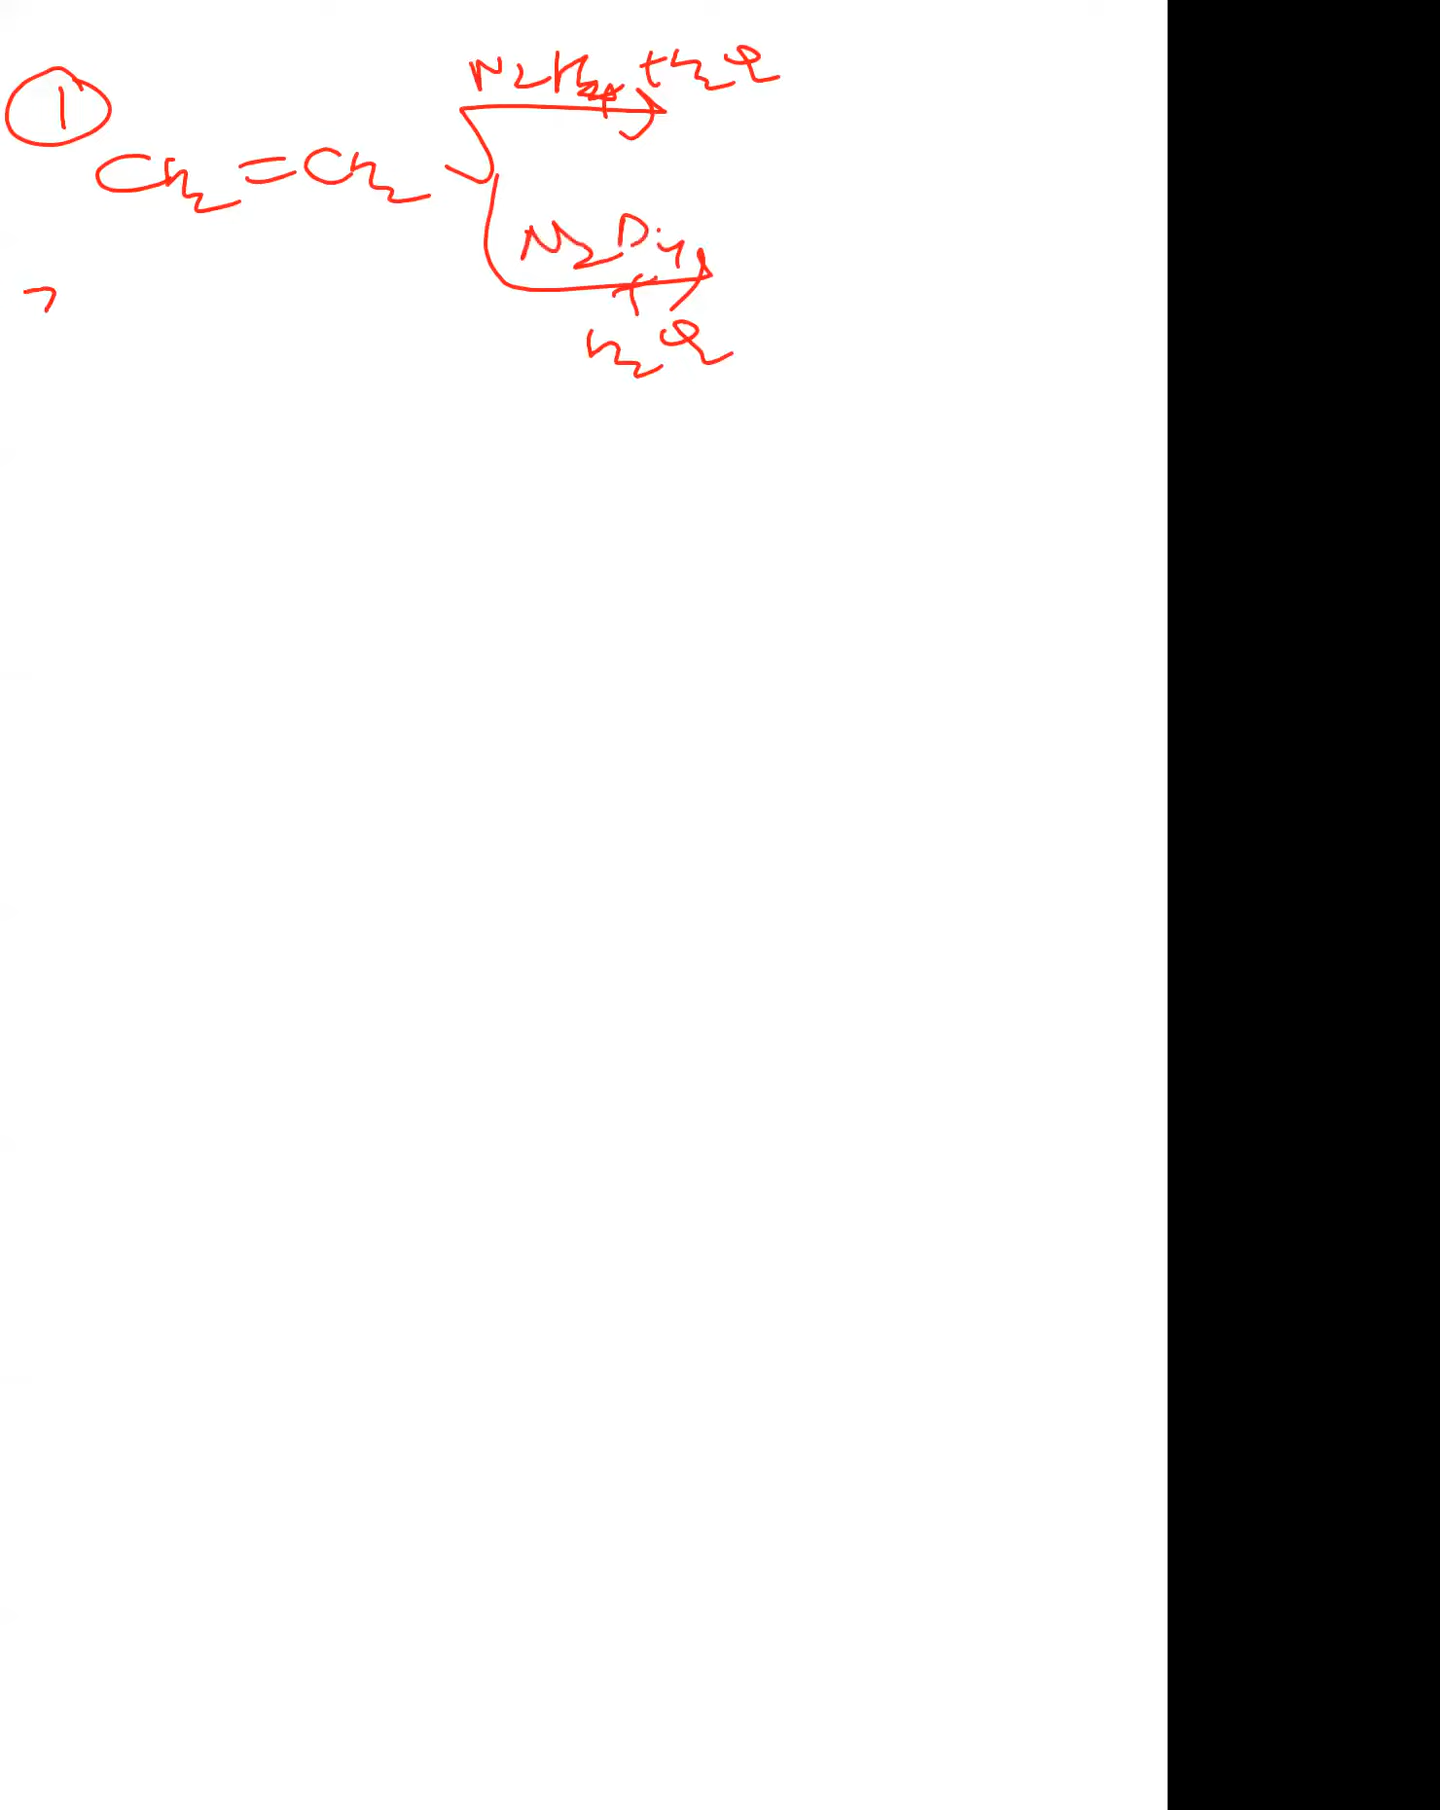 ①
N2H4 + H2O2
CH2=CH2
N2D4
+
H2O2